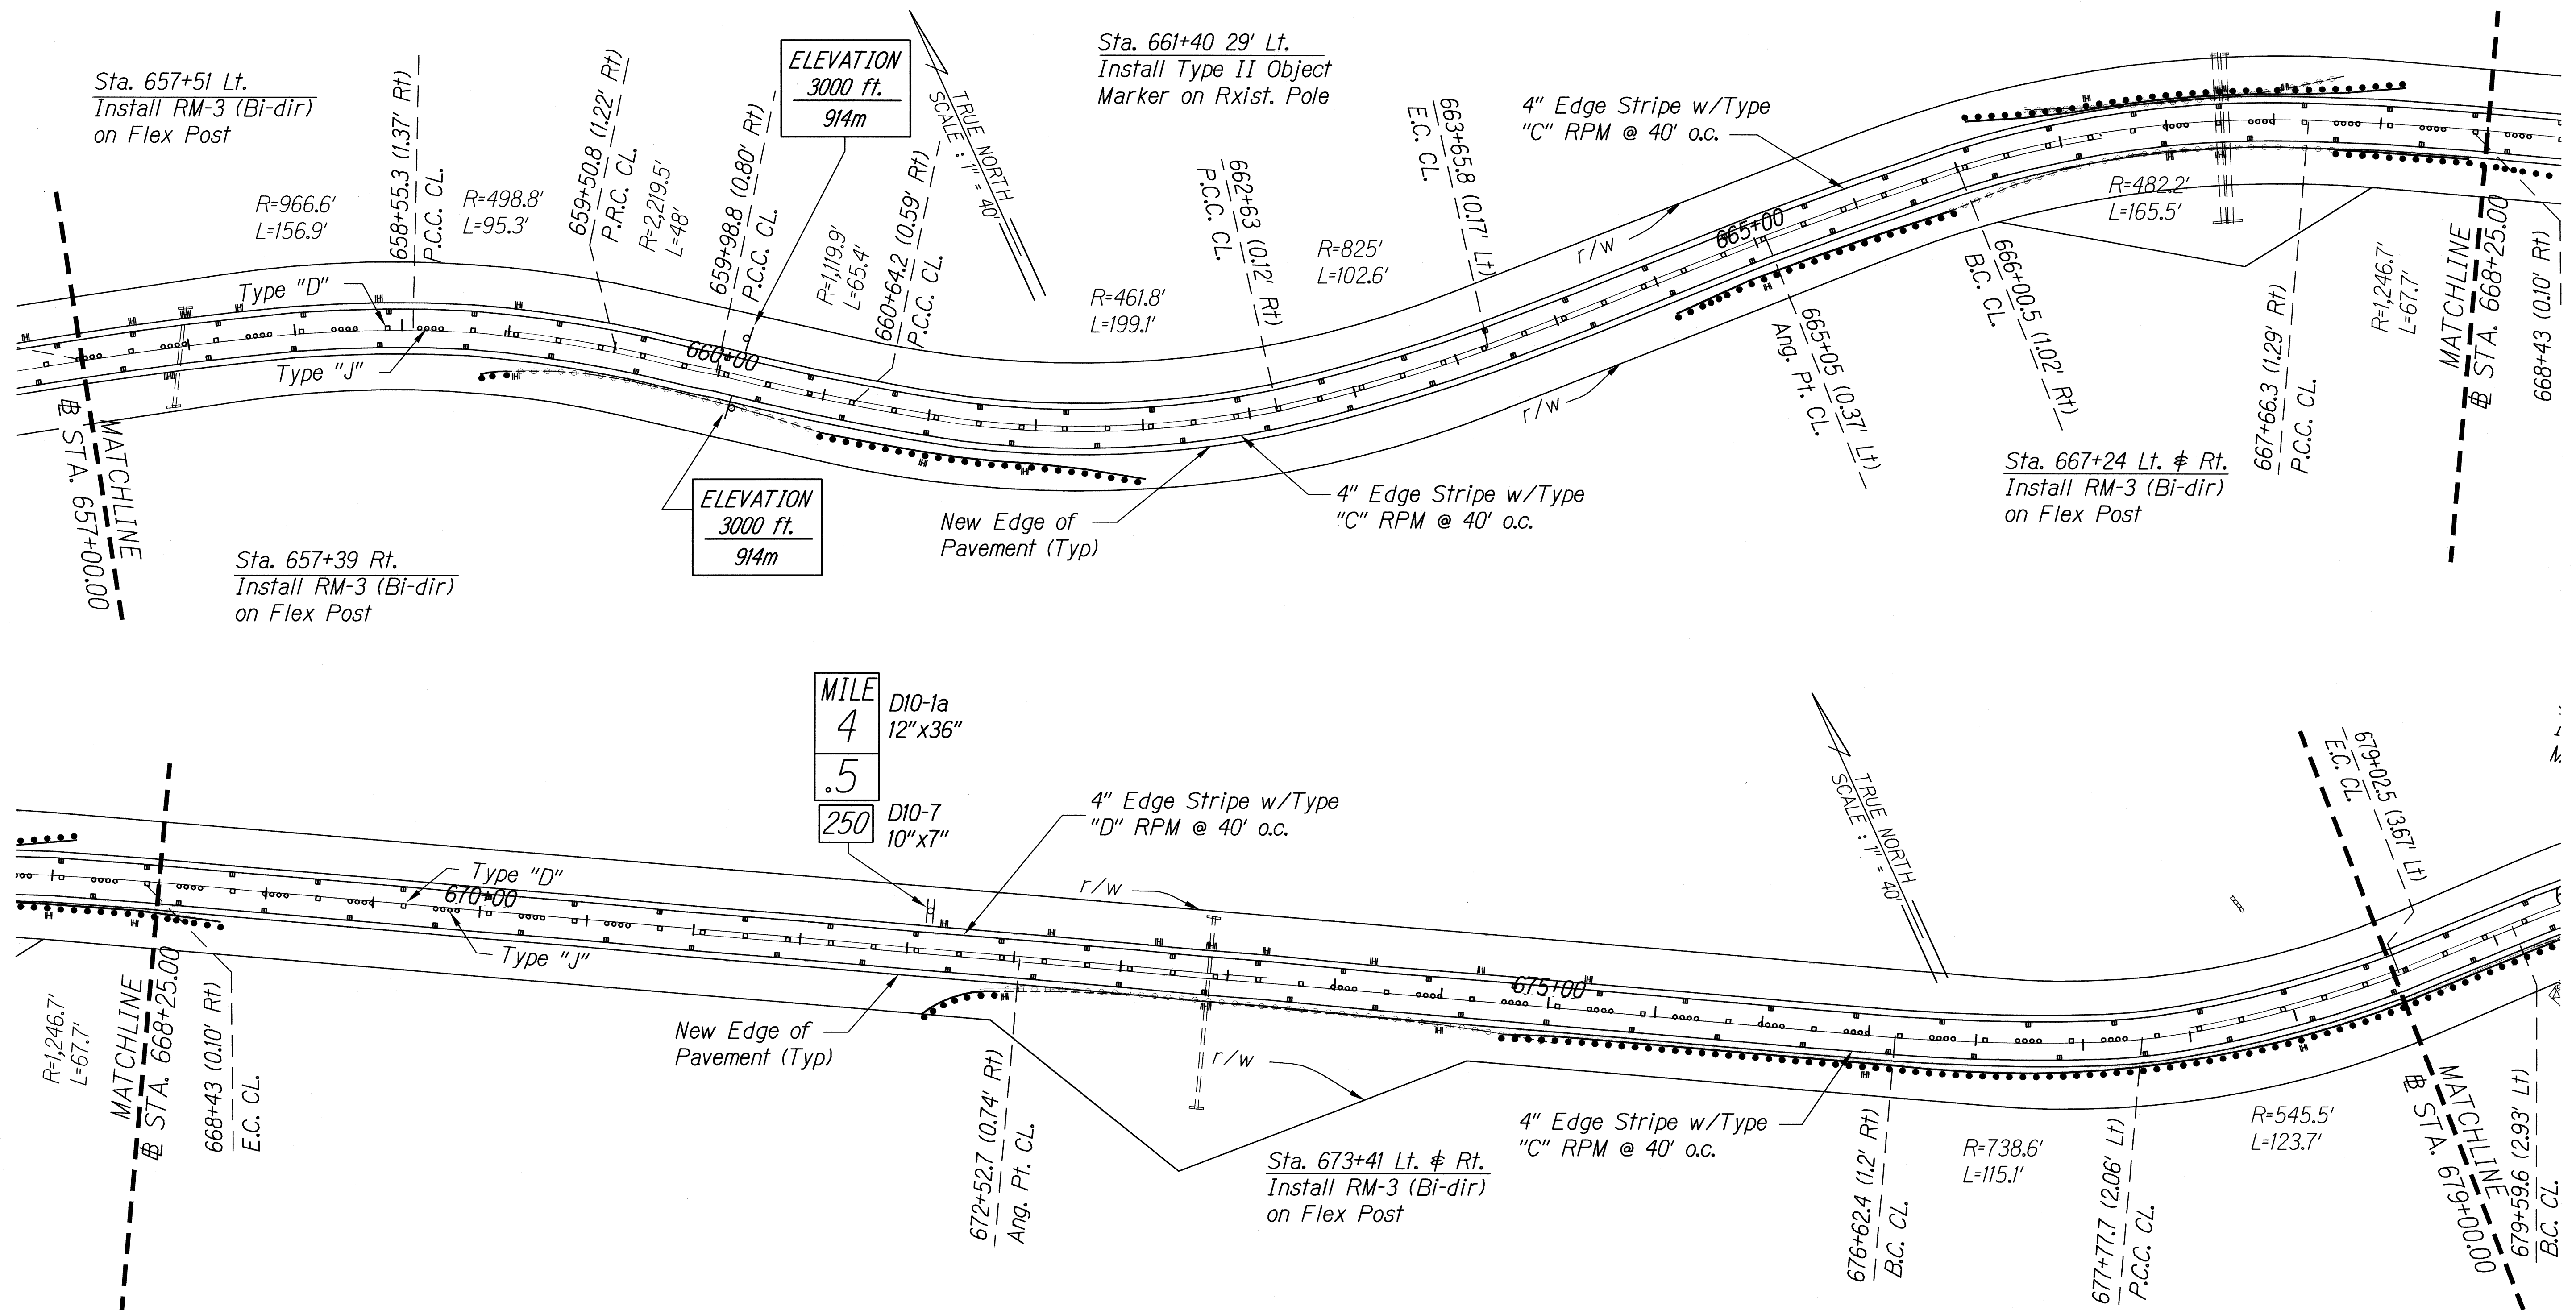 Sta. 657+51 Lt.
Install RM-3 (Bi-dir)
on Flex Post
R=966.6'
L=156.9'
658+55.3 (1.37' Rt)
P.C.C. CL.
R=498.8'
L=95.3'
659+50.8 (1.22' Rt)
P.R.C. CL.
R=2,219.5'
L=48'
659+98.8 (0.80' Rt)
P.C.C. CL.
ELEVATION
3000 ft.
914m
R=1,119.9'
L=65.4'
660+64.2 (0.59' Rt)
P.C.C. CL.
TRUE NORTH
SCALE : 1" = 40'
Sta. 661+40 29' Lt.
Install Type II Object
Marker on Rxist. Pole
R=461.8'
L=199.1'
662+63 (0.12' Rt)
P.C.C. CL.
R=825'
L=102.6'
663+65.8 (0.17' Lt)
E.C. CL.
4" Edge Stripe w/Type
"C" RPM @ 40' o.c.
r/w
665+00
R=482.2'
L=165.5'
R=1,246.7'
L=67.7'
MATCHLINE
B STA. 668+25.00
668+43 (0.10' Rt)
Type "D"
Type "J"
660+00
MATCHLINE
B STA. 657+00.00
Sta. 657+39 Rt.
Install RM-3 (Bi-dir)
on Flex Post
ELEVATION
3000 ft.
914m
New Edge of
Pavement (Typ)
4" Edge Stripe w/Type
"C" RPM @ 40' o.c.
r/w
665+05 (0.37' Lt)
Ang. Pt. CL.
666+00.5 (1.02' Rt)
B.C. CL.
Sta. 667+24 Lt. & Rt.
Install RM-3 (Bi-dir)
on Flex Post
667+66.3 (1.29' Rt)
P.C.C. CL.
MILE
4
.5
D10-1a
12"x36"
250
D10-7
10"x7"
4" Edge Stripe w/Type
"D" RPM @ 40' o.c.
r/w
TRUE NORTH
SCALE : 1" = 40'
679+02.5 (3.67' Lt)
E.C. CL.
Type "D"
670+00
Type "J"
675+00
R=1,246.7'
L=67.7'
MATCHLINE
B STA. 668+25.00
668+43 (0.10' Rt)
E.C. CL.
New Edge of
Pavement (Typ)
672+52.7 (0.74' Rt)
Ang. Pt. CL.
r/w
Sta. 673+41 Lt. & Rt.
Install RM-3 (Bi-dir)
on Flex Post
4" Edge Stripe w/Type
"C" RPM @ 40' o.c.
676+62.4 (1.2' Rt)
B.C. CL.
R=738.6'
L=115.1'
677+77.7 (2.06' Lt)
P.C.C. CL.
R=545.5'
L=123.7'
MATCHLINE
B STA. 679+00.00
679+59.6 (2.93' Lt)
B.C. CL.